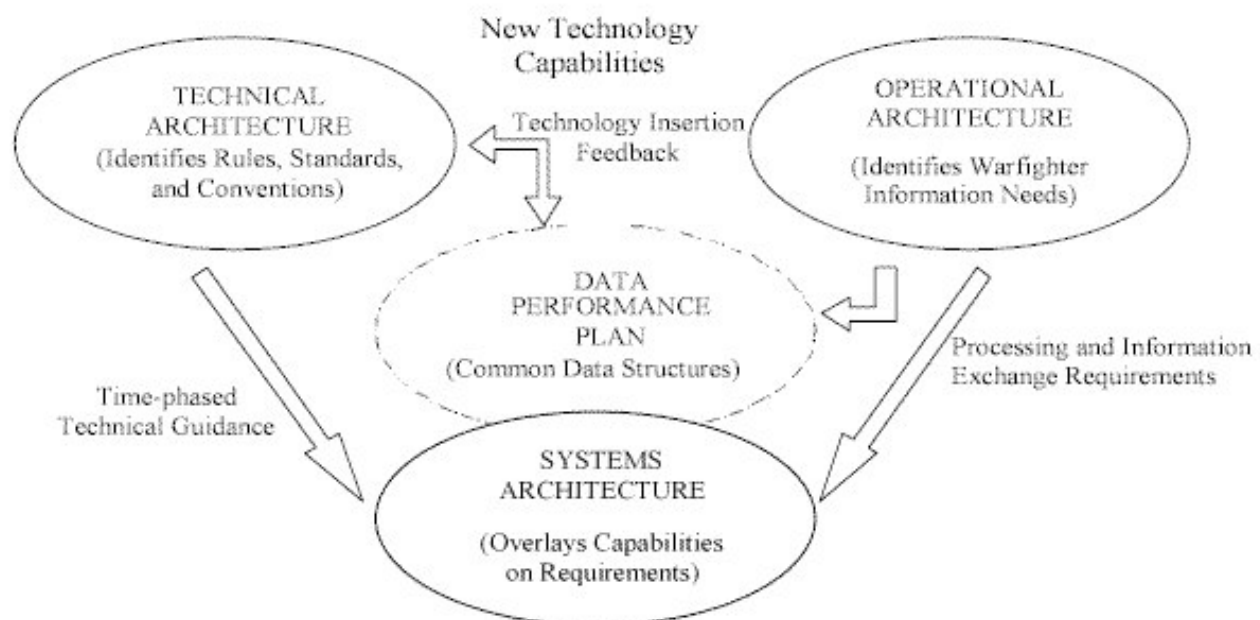 New Technology
Capabilities
TECHNICAL
ARCHITECTURE
(Identifies Rules, Standards,
and Conventions)
Technology Insertion
Feedback
OPERATIONAL
ARCHITECTURE
(Identifies Warfighter
Information Needs)
DATA
PERFORMANCE
PLAN
(Common Data Structures)
Time-phased
Technical Guidance
Processing and Information
Exchange Requirements
SYSTEMS
ARCHITECTURE
(Overlays Capabilities
on Requirements)